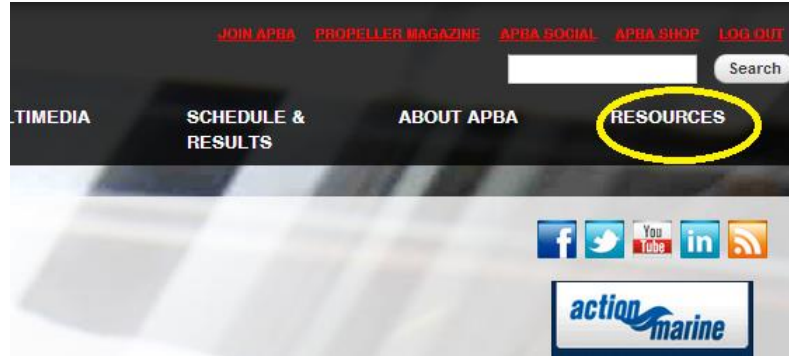 JOIN APBA PROPELLER MAGAZINE APBA SOCIAL APBA SHOP LOG OUT
Search
LTIMEDIA SCHEDULE & RESULTS ABOUT APBA RESOURCES
You Tube
in
action marine